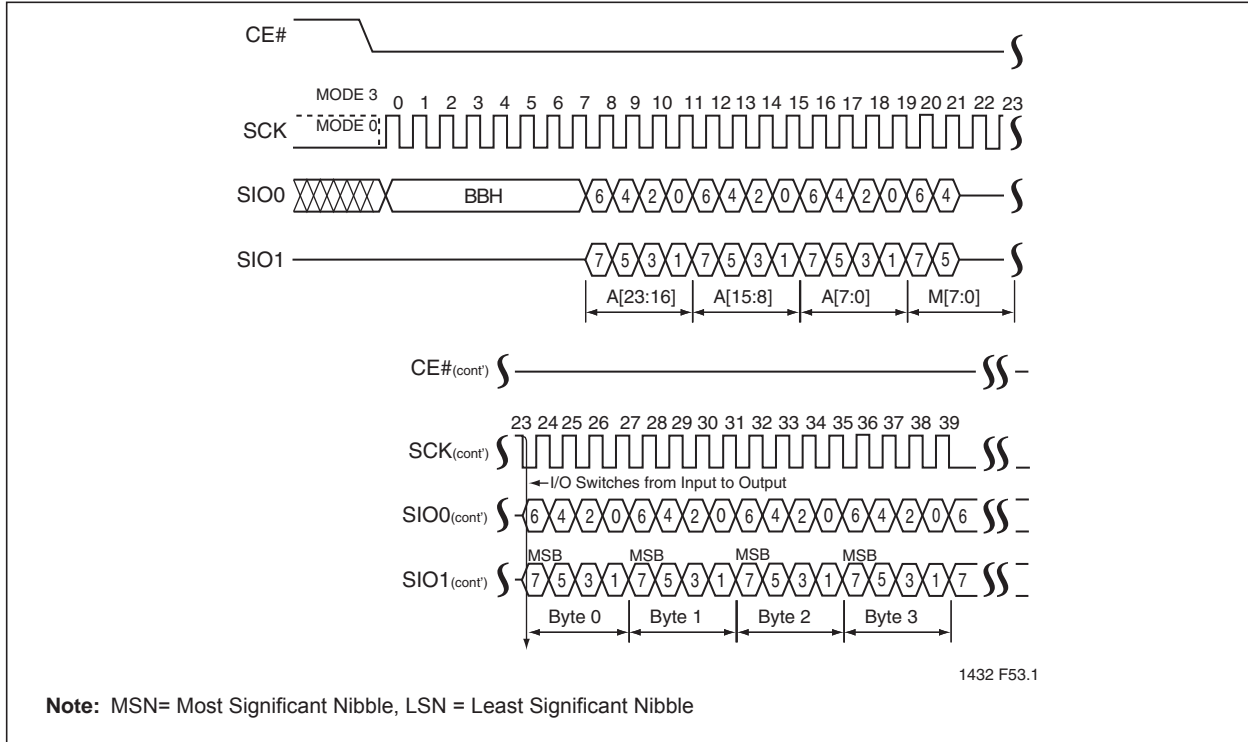 CE#
MODE 3
0 1 2 3 4 5 6 7 8 9 10 11 12 13 14 15 16 17 18 19 20 21 22 23
SCK
MODE 0
SIO0 BBH 6 4 2 0 6 4 2 0 6 4 2 0 6 4
SIO1 7 5 3 1 7 5 3 1 7 5 3 1 7 5
A[23:16] A[15:8] A[7:0] M[7:0]
CE#(cont')
23 24 25 26 27 28 29 30 31 32 33 34 35 36 37 38 39
SCK(cont')
I/O Switches from Input to Output
SIO0(cont') 6 4 2 0 6 4 2 0 6 4 2 0 6 4 2 0 6
MSB MSB MSB MSB
SIO1(cont') 7 5 3 1 7 5 3 1 7 5 3 1 7 5 3 1 7
Byte 0 Byte 1 Byte 2 Byte 3
1432 F53.1
Note: MSN= Most Significant Nibble, LSN = Least Significant Nibble